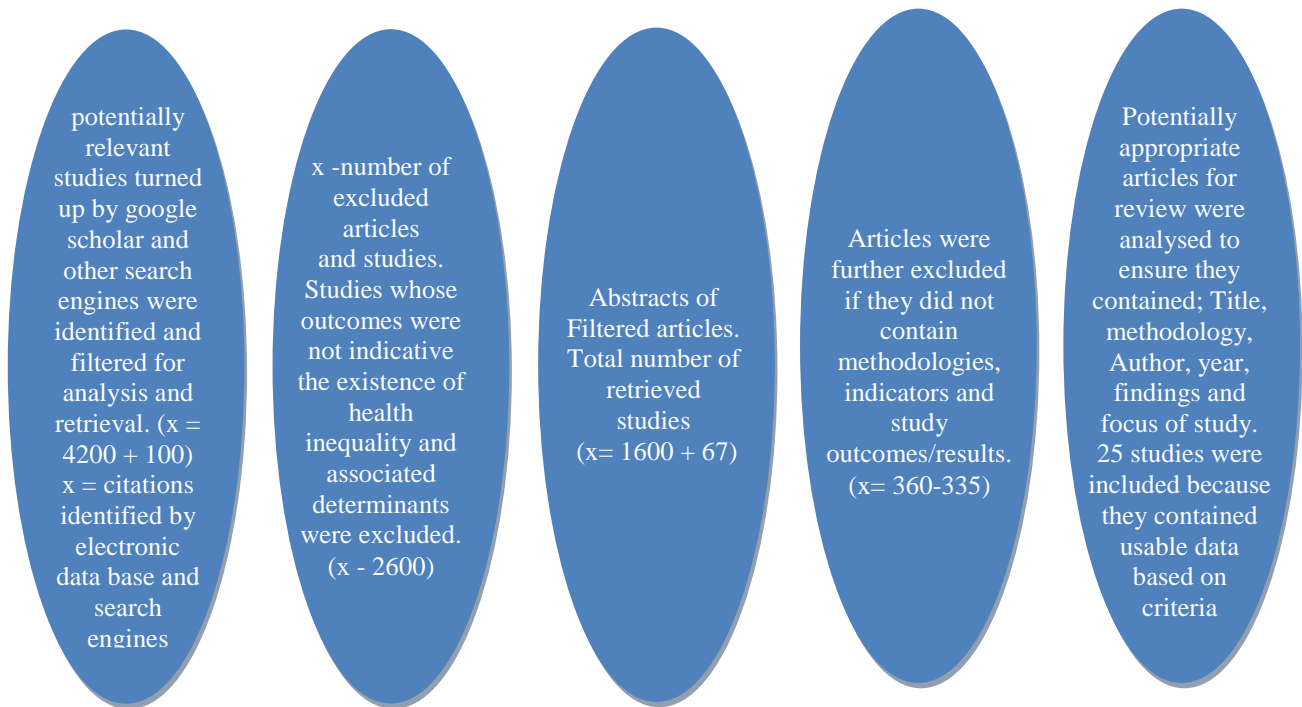 potentially
relevant
studies turned
up by google
scholar and
other search
engines were
identified and
filtered for
analysis and
retrieval. (x =
4200 + 100)
x = citations
identified by
electronic
data base and
search
engines
x -number of
excluded
articles
and studies.
Studies whose
outcomes were
not indicative
the existence of
health
inequality and
associated
determinants
were excluded.
(x - 2600)
Abstracts of
Filtered articles.
Total number of
retrieved
studies
(x= 1600 + 67)
Articles were
further excluded
if they did not
contain
methodologies,
indicators and
study
outcomes/results.
(x= 360-335)
Potentially
appropriate
articles for
review were
analysed to
ensure they
contained; Title,
methodology,
Author, year,
findings and
focus of study.
25 studies were
included because
they contained
usable data
based on
criteria